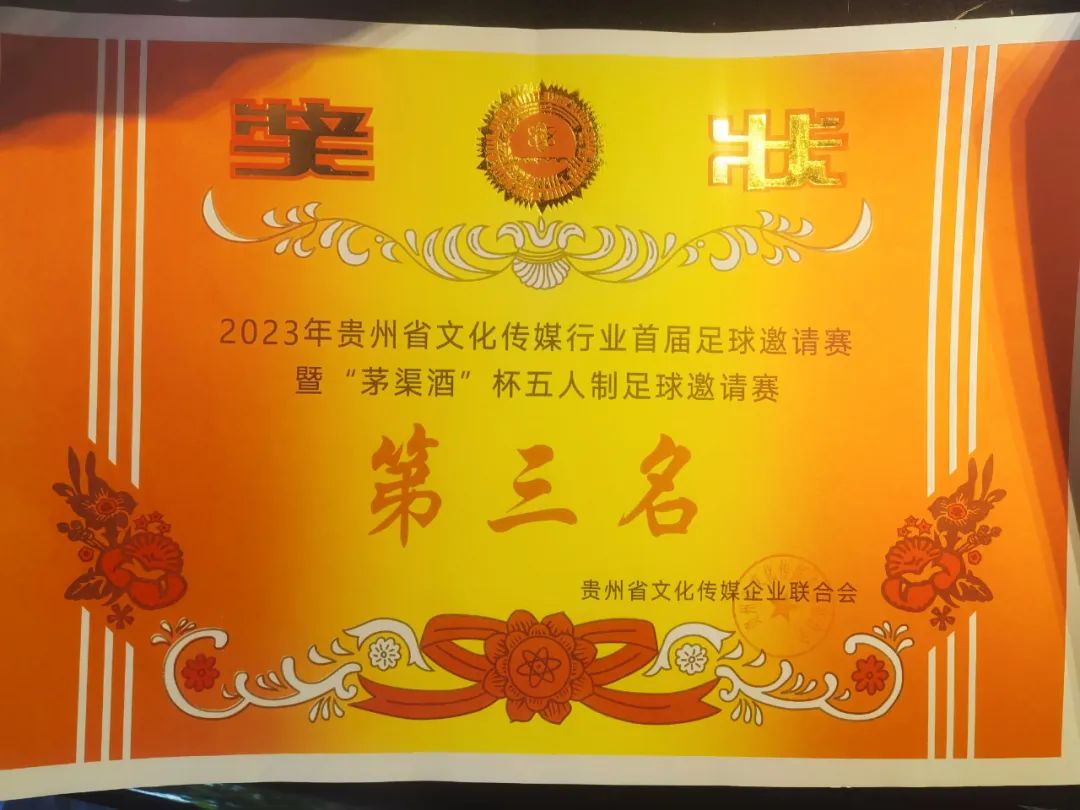 奖状
2023年贵州省文化传媒行业首届足球邀请赛
暨“茅渠酒”杯五人制足球邀请赛
第三名
贵州省文化传媒企业联合会